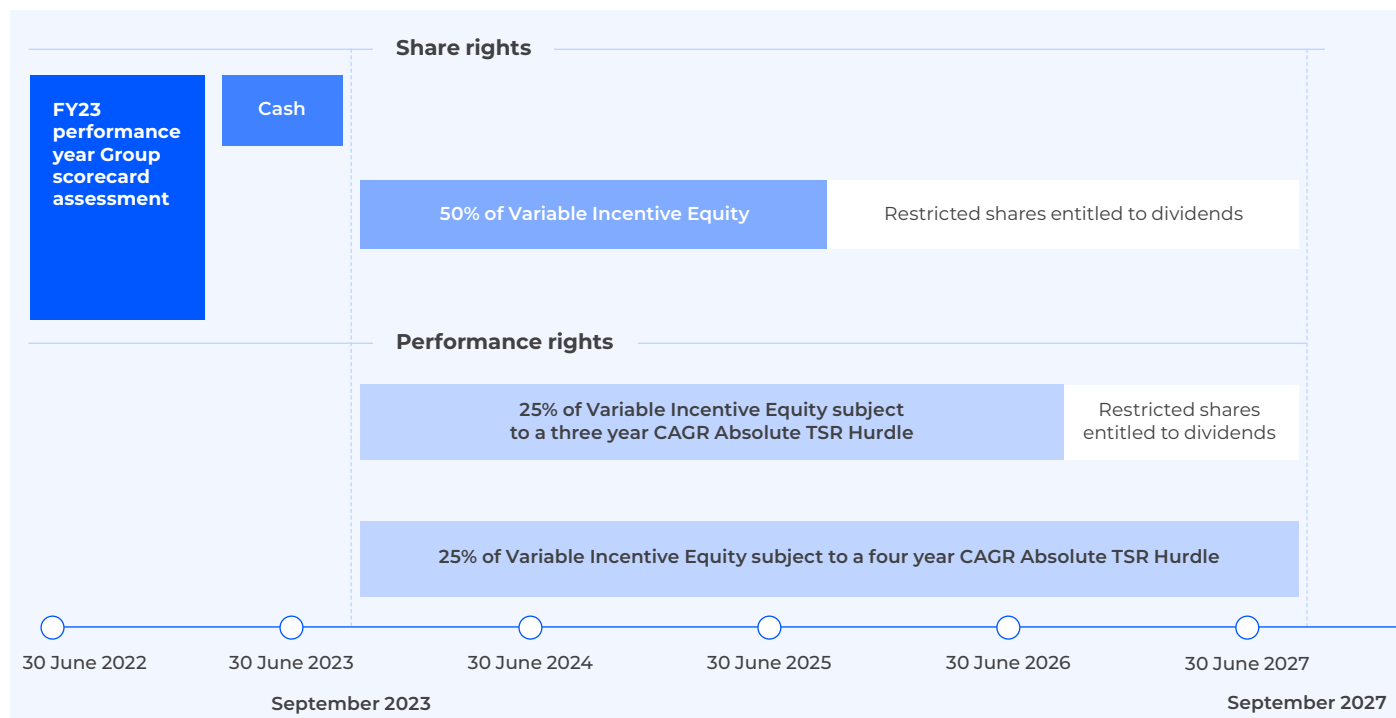 Share rights
FY23
performance
year Group
scorecard
assessment
Cash
50% of Variable Incentive Equity
Restricted shares entitled to dividends
Performance rights
25% of Variable Incentive Equity subject
to a three year CAGR Absolute TSR Hurdle
Restricted shares
entitled to dividends
25% of Variable Incentive Equity subject to a four year CAGR Absolute TSR Hurdle
30 June 2022
30 June 2023
30 June 2024
30 June 2025
30 June 2026
30 June 2027
September 2023
September 2027